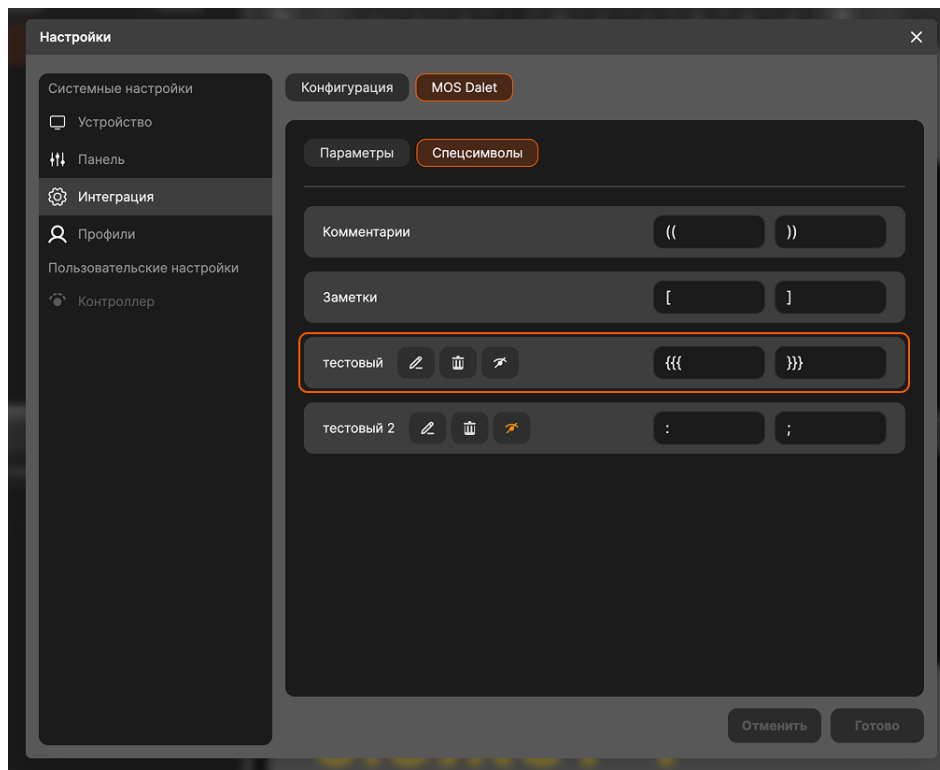 Настройки
Системные настройки
Устройство
Панель
Интеграция
Профили
Пользовательские настройки
Контроллер
Конфигурация MOS Dalet
Параметры Спецсимволы
Комментарии (( ))
Заметки [ ]
тестовый {{{ }}}
тестовый 2 : ;
Отменить Готово